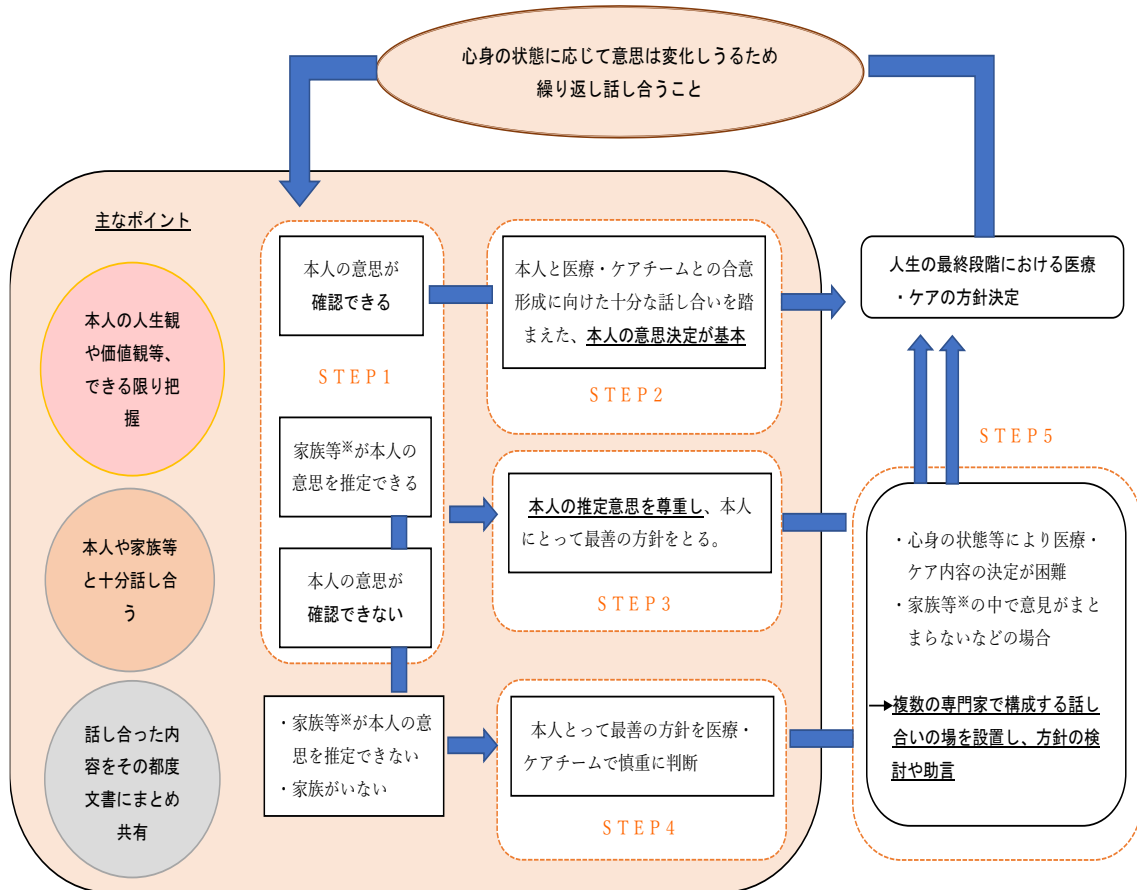 心身の状態に応じて意思は変化しうるため
繰り返し話し合うこと
主なポイント
本人の人生観
や価値観等、
できる限り把
握
本人や家族等
と十分話し合
う
話し合った内
容をその都度
文書にまとめ
共有
本人の意思が
確認できる
STEP1
家族等※が本人の
意思を推定できる
本人の意思が
確認できない
・家族等※が本人の意
思を推定できない
・家族がいない
本人と医療・ケアチームとの合意
形成に向けた十分な話し合いを踏
まえた、本人の意思決定が基本
STEP2
本人の推定意思を尊重し、本人
にとって最善の方針をとる。
STEP3
本人とって最善の方針を医療・
ケアチームで慎重に判断
STEP4
人生の最終段階における医療
・ケアの方針決定
STEP5
・心身の状態等により医療・
ケア内容の決定が困難
・家族等※の中で意見がまと
まらないなどの場合
→複数の専門家で構成する話し
合いの場を設置し、方針の検
討や助言